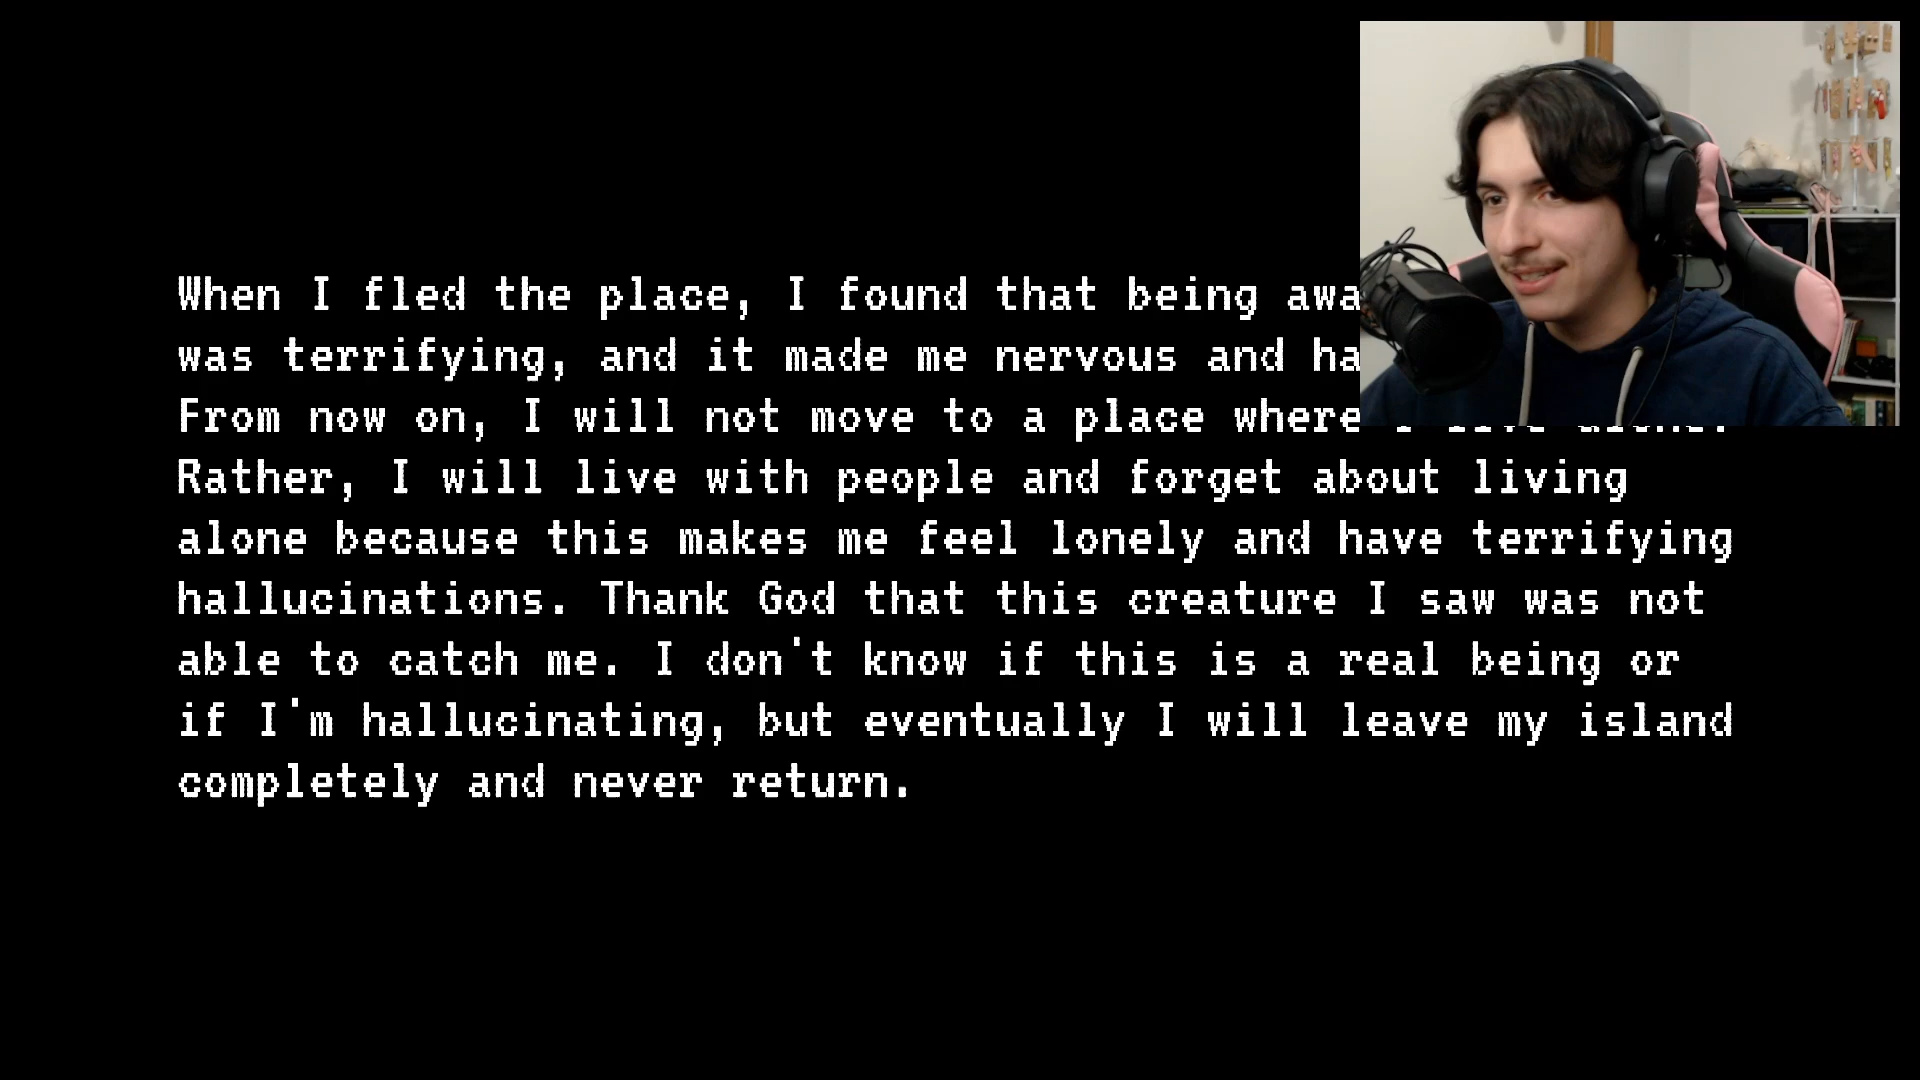 When I fled the place, I found that being
was terrifying, and it made me nervous and
From now on, I will not move to a place where I live alone.
Rather, I will live with people and forget about living
alone because this makes me feel lonely and have terrifying
hallucinations. Thank God that this creature I saw was not
able to catch me. I don't know if this is a real being or
if I'm hallucinating, but eventually I will leave my island
completely and never return.